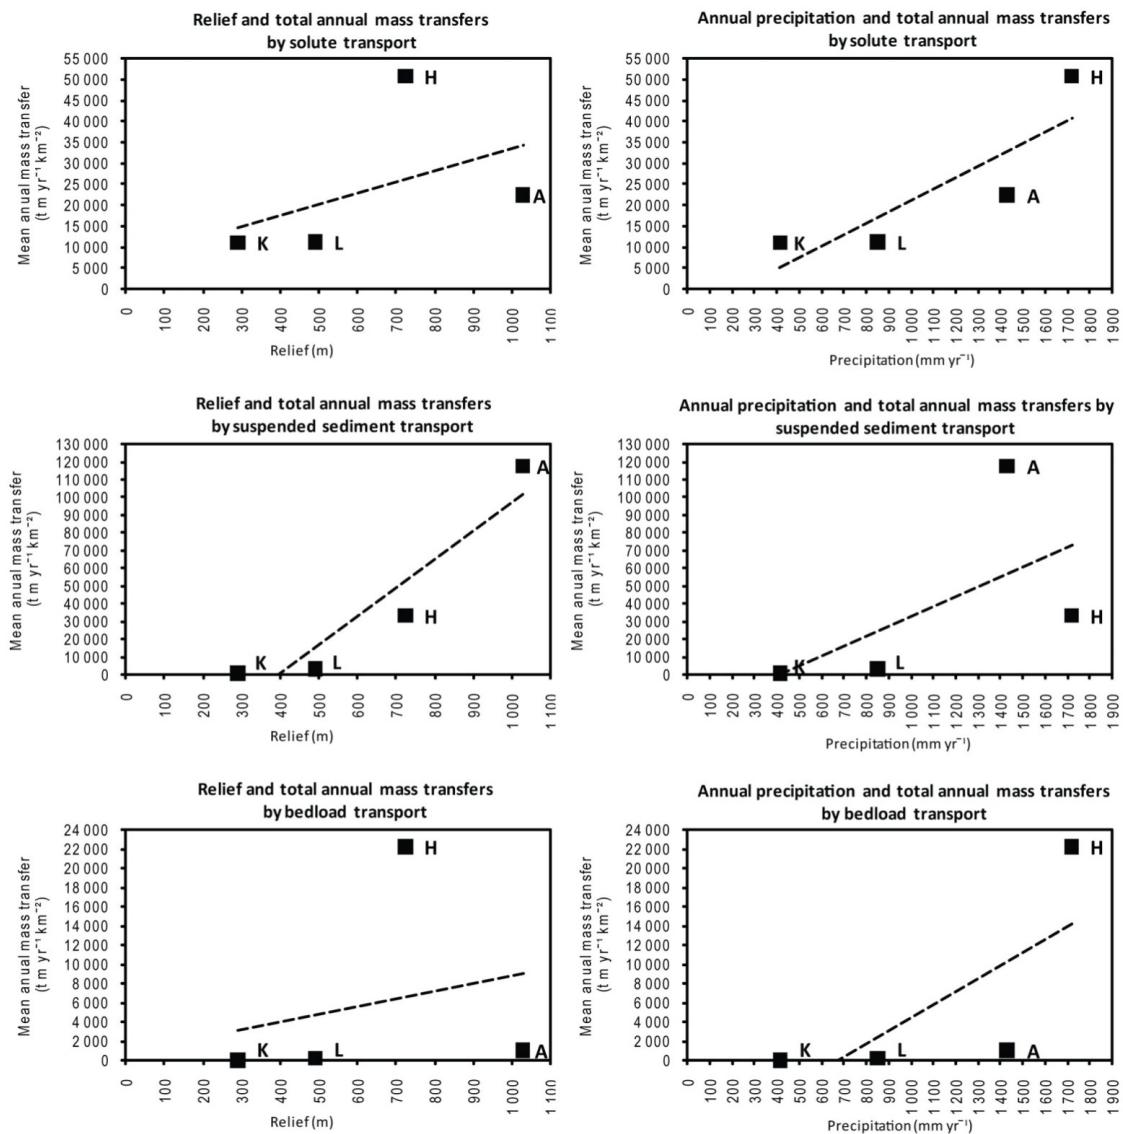 Relief and total annual mass transfers
by solute transport
Mean anual mass transfer
(t m yr⁻¹ km⁻²)
55 000
50 000
45 000
40 000
35 000
30 000
25 000
20 000
15 000
10 000
5 000
0
H
A
K
L
0 100 200 300 400 500 600 700 800 900 1 000 1 100
Relief (m)
Annual precipitation and total annual mass transfers
by solute transport
Mean anual mass transfer
(t m yr⁻¹ km⁻²)
55 000
50 000
45 000
40 000
35 000
30 000
25 000
20 000
15 000
10 000
5 000
0
H
A
K
L
0 100 200 300 400 500 600 700 800 900 1 000 1 100 1 200 1 300 1 400 1 500 1 600 1 700 1 800 1 900
Precipitation (mm yr⁻¹)
Relief and total annual mass transfers
by suspended sediment transport
Mean anual mass transfer
(t m yr⁻¹ km⁻²)
130 000
120 000
110 000
100 000
90 000
80 000
70 000
60 000
50 000
40 000
30 000
20 000
10 000
0
A
H
K
L
0 100 200 300 400 500 600 700 800 900 1 000 1 100
Relief (m)
Annual precipitation and total annual mass transfers by
suspended sediment transport
Mean anual mass transfer
(t m yr⁻¹ km⁻²)
130 000
120 000
110 000
100 000
90 000
80 000
70 000
60 000
50 000
40 000
30 000
20 000
10 000
0
A
H
K
L
0 100 200 300 400 500 600 700 800 900 1 000 1 100 1 200 1 300 1 400 1 500 1 600 1 700 1 800 1 900
Precipitation (mm yr⁻¹)
Relief and total annual mass transfers
by bedload transport
Mean anual mass transfer
(t m yr⁻¹ km⁻²)
24 000
22 000
20 000
18 000
16 000
14 000
12 000
10 000
8 000
6 000
4 000
2 000
0
H
K
L
A
0 100 200 300 400 500 600 700 800 900 1 000 1 100
Relief (m)
Annual precipitation and total annual mass transfers
by bedload transport
Mean anual mass transfer
(t m yr⁻¹ km⁻²)
24 000
22 000
20 000
18 000
16 000
14 000
12 000
10 000
8 000
6 000
4 000
2 000
0
H
K
L
A
0 100 200 300 400 500 600 700 800 900 1 000 1 100 1 200 1 300 1 400 1 500 1 600 1 700 1 800 1 900
Precipitation (mm yr⁻¹)